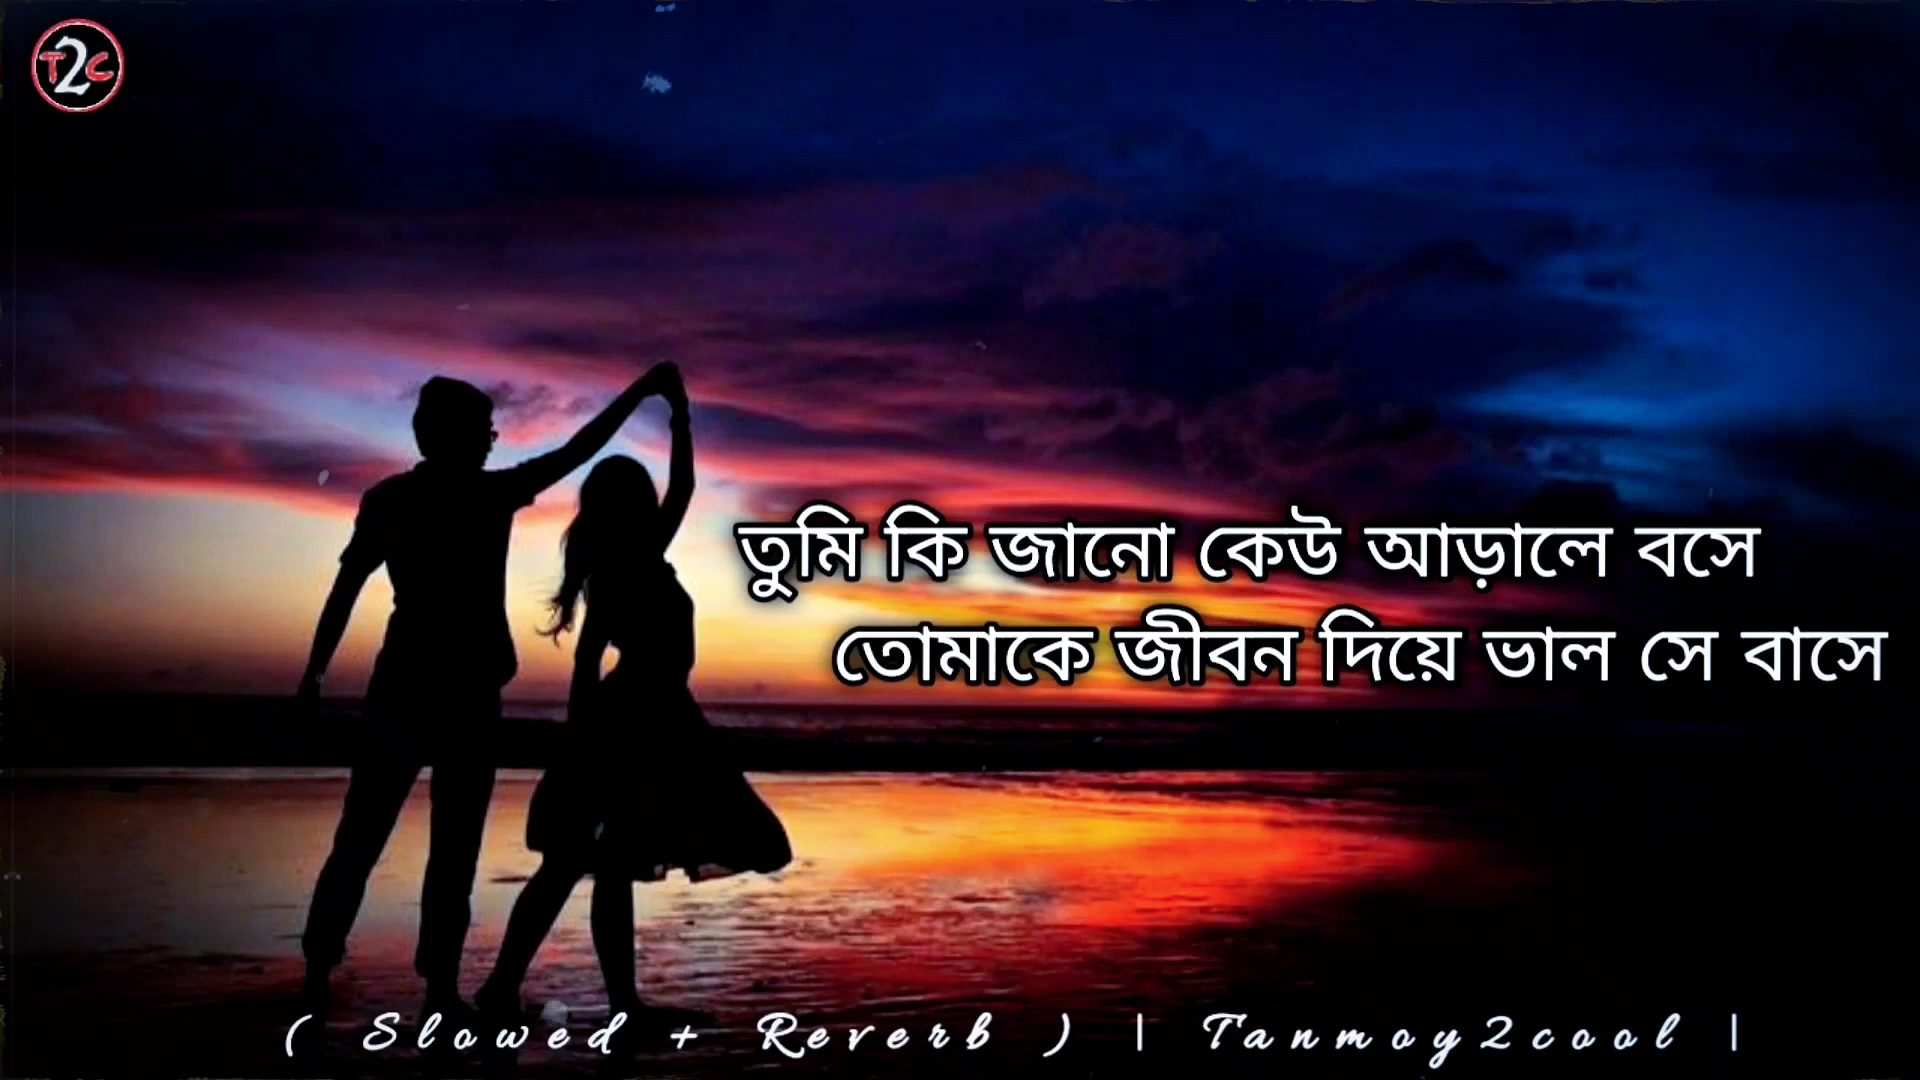 T2C
তুমি কি জানো কেউ আড়ালে বসে
তোমাকে জীবন দিয়ে ভাল সে বাসে
( Slowed + Reverb ) | Tanmoy2cool |